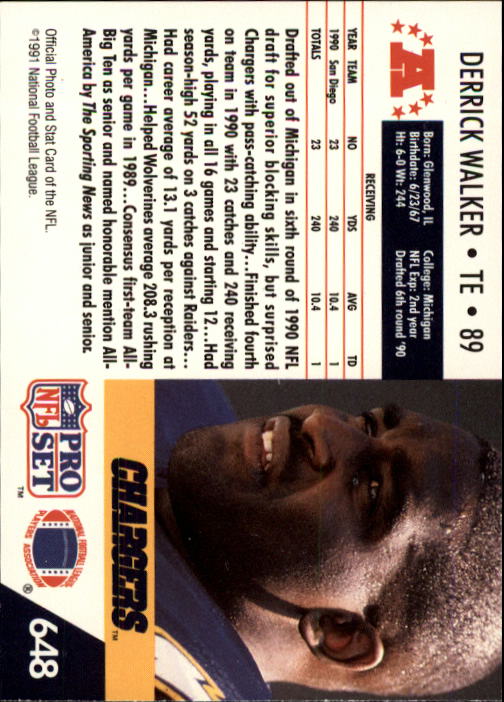 DERRICK WALKER • TE • 89
A
Born: Glenwood, IL
Birthdate: 6/23/67
Ht: 6-0 Wt: 244
College: Michigan
NFL Exp: 2nd year
Drafted 6th round '90
RECEIVING
YEAR TEAM NO YDS AVG TD
1990 San Diego 23 240 10.4 1
TOTALS 23 240 10.4 1
Drafted out of Michigan in sixth round of 1990 NFL
draft for superior blocking skills, but surprised
Chargers with pass-catching ability...Finished fourth
on team in 1990 with 23 catches and 240 receiving
yards, playing in all 16 games and starting 12...Had
season-high 52 yards on 3 catches against Raiders...
Had career average of 13.1 yards per reception at
Michigan...Helped Wolverines average 208.3 rushing
yards per game in 1989...Consensus first-team All-
Big Ten as senior and named honorable mention All-
America by The Sporting News as junior and senior.
Official Photo and Stat Card of the NFL.
©1991 National Football League.
CHARGERS™
PRO
NFL
SET™
NATIONAL FOOTBALL LEAGUE
PLAYERS ASSOCIATION®
648